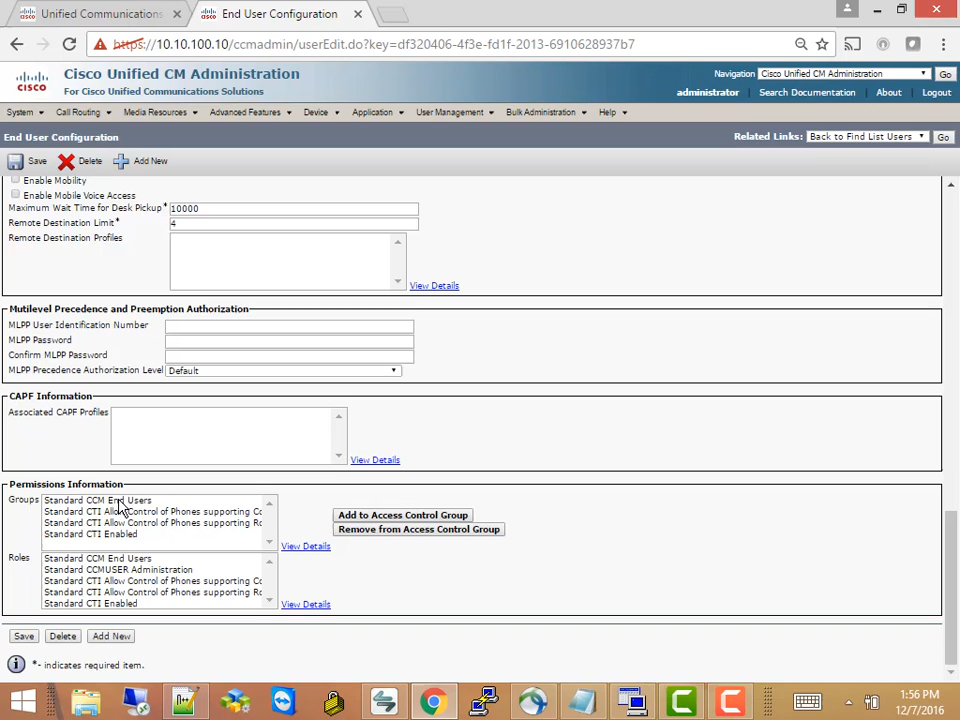 Unified Communications
End User Configuration
https://10.10.100.10/ccmadmin/userEdit.do?key=df320406-4f3e-fd1f-2013-6910628937b7
cisco
Cisco Unified CM Administration
For Cisco Unified Communications Solutions
Navigation Cisco Unified CM Administration Go
administrator Search Documentation About Logout
System Call Routing Media Resources Advanced Features Device Application User Management Bulk Administration Help
End User Configuration
Related Links: Back to Find List Users Go
Save Delete Add New
Enable Mobility
Enable Mobile Voice Access
Maximum Wait Time for Desk Pickup* 10000
Remote Destination Limit* 4
Remote Destination Profiles
View Details
Mutilevel Precedence and Preemption Authorization
MLPP User Identification Number
MLPP Password
Confirm MLPP Password
MLPP Precedence Authorization Level Default
CAPF Information
Associated CAPF Profiles
View Details
Permissions Information
Groups Standard CCM End Users
Standard CTI Allow Control of Phones supporting Co
Standard CTI Allow Control of Phones supporting Ro
Standard CTI Enabled
Add to Access Control Group
Remove from Access Control Group
View Details
Roles Standard CCM End Users
Standard CCMUSER Administration
Standard CTI Allow Control of Phones supporting Co
Standard CTI Allow Control of Phones supporting Ro
Standard CTI Enabled
View Details
Save Delete Add New
i *- indicates required item.
1:56 PM
12/7/2016